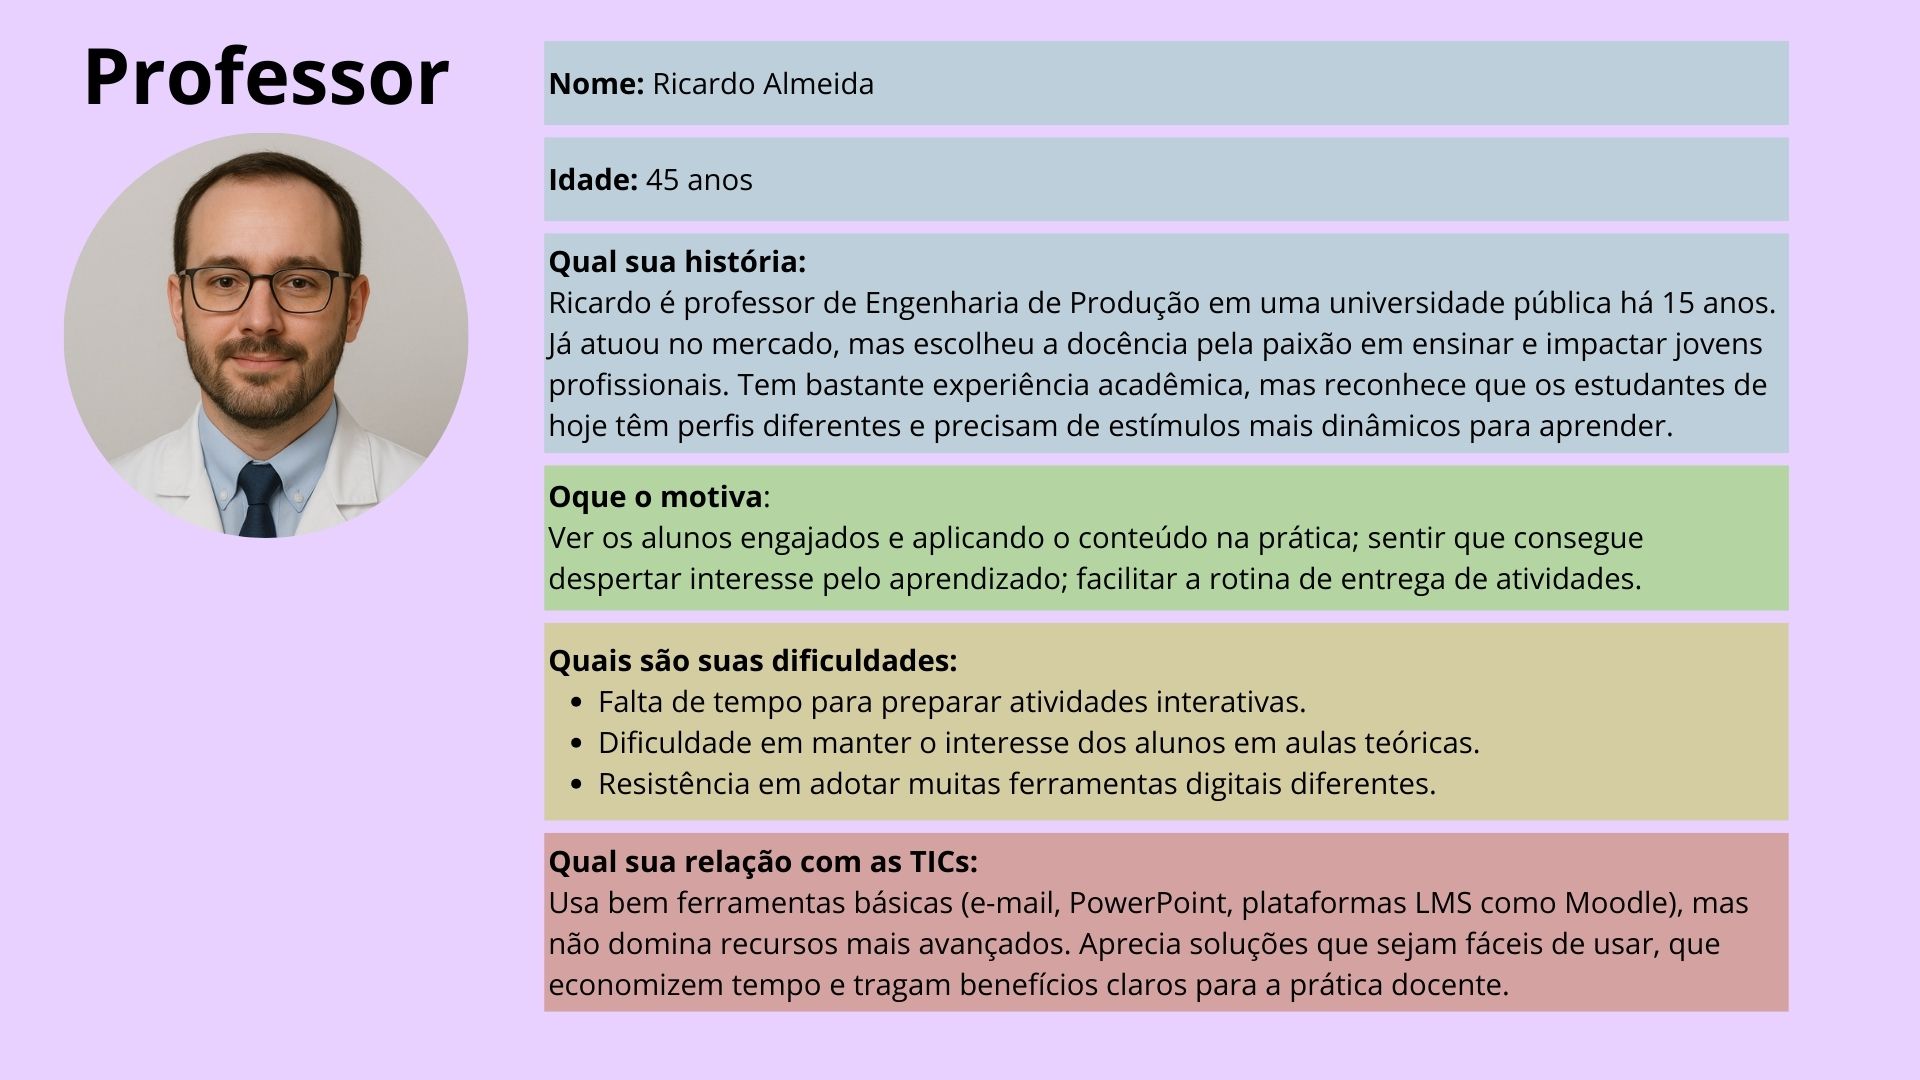 Professor
Nome: Ricardo Almeida
Idade: 45 anos
Qual sua história:
Ricardo é professor de Engenharia de Produção em uma universidade pública há 15 anos.
Já atuou no mercado, mas escolheu a docência pela paixão em ensinar e impactar jovens
profissionais. Tem bastante experiência acadêmica, mas reconhece que os estudantes de
hoje têm perfis diferentes e precisam de estímulos mais dinâmicos para aprender.
Oque o motiva:
Ver os alunos engajados e aplicando o conteúdo na prática; sentir que consegue
despertar interesse pelo aprendizado; facilitar a rotina de entrega de atividades.
Quais são suas dificuldades:
• Falta de tempo para preparar atividades interativas.
• Dificuldade em manter o interesse dos alunos em aulas teóricas.
• Resistência em adotar muitas ferramentas digitais diferentes.
Qual sua relação com as TICs:
Usa bem ferramentas básicas (e-mail, PowerPoint, plataformas LMS como Moodle), mas
não domina recursos mais avançados. Aprecia soluções que sejam fáceis de usar, que
economizem tempo e tragam benefícios claros para a prática docente.